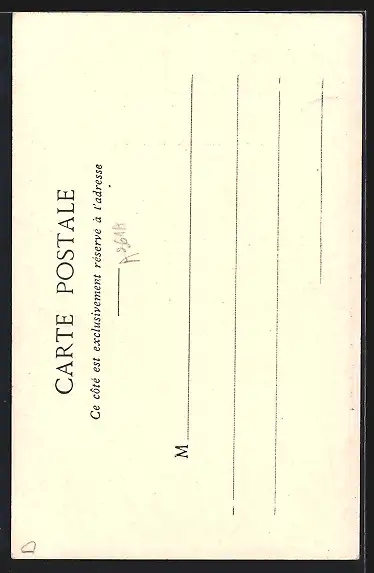 CARTE POSTALE
Ce côté est exclusivement réservé à l'adresse
M
D